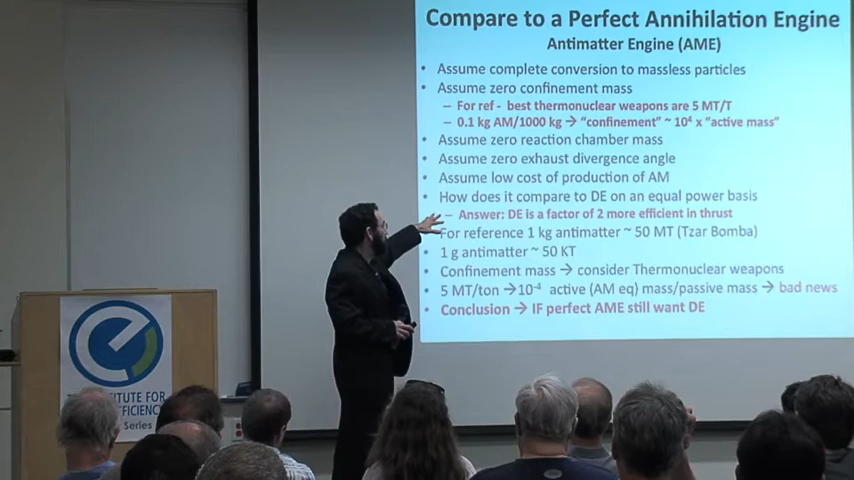 Compare to a Perfect Annihilation Engine
Antimatter Engine (AME)
• Assume complete conversion to massless particles
• Assume zero confinement mass
– For ref - best thermonuclear weapons are 5 MT/T
– 0.1 kg AM/1000 kg → "confinement" ~ 10⁴ x "active mass"
• Assume zero reaction chamber mass
• Assume zero exhaust divergence angle
• Assume low cost of production of AM
• How does it compare to DE on an equal power basis
– Answer: DE is a factor of 2 more efficient in thrust
For reference 1 kg antimatter ~ 50 MT (Tzar Bomba)
• 1 g antimatter ~ 50 KT
• Confinement mass → consider Thermonuclear weapons
• 5 MT/ton → 10⁻⁴ active (AM eq) mass/passive mass → bad news
• Conclusion → IF perfect AME still want DE
e
TITUTE FOR
EFFICIENC
Series